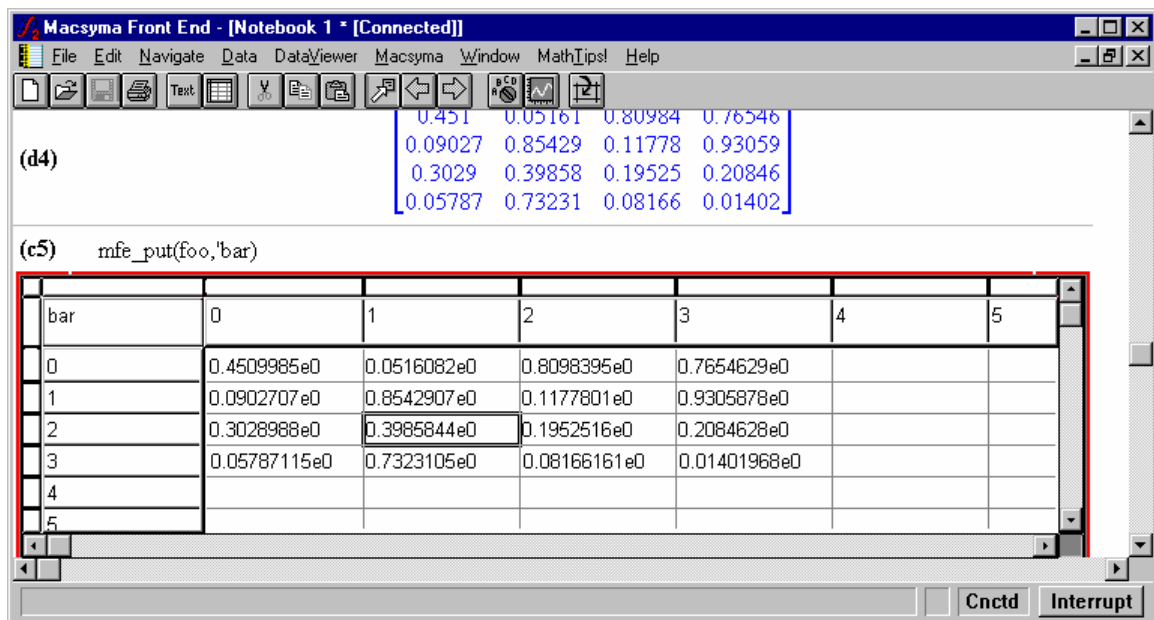 Macsyma Front End - [Notebook 1 * [Connected]]
File Edit Navigate Data DataViewer Macsyma Window MathTips! Help
Text
0.451 0.05161 0.80984 0.76546
0.09027 0.85429 0.11778 0.93059
(d4)
0.3029 0.39858 0.19525 0.20846
0.05787 0.73231 0.08166 0.01402
(c5) mfe_put(foo,'bar)
bar 0 1 2 3 4 5
0 0.4509985e0 0.0516082e0 0.8098395e0 0.7654629e0
1 0.0902707e0 0.8542907e0 0.1177801e0 0.9305878e0
2 0.3028988e0 0.3985844e0 0.1952516e0 0.2084628e0
3 0.05787115e0 0.7323105e0 0.08166161e0 0.01401968e0
4
5
Cnctd Interrupt